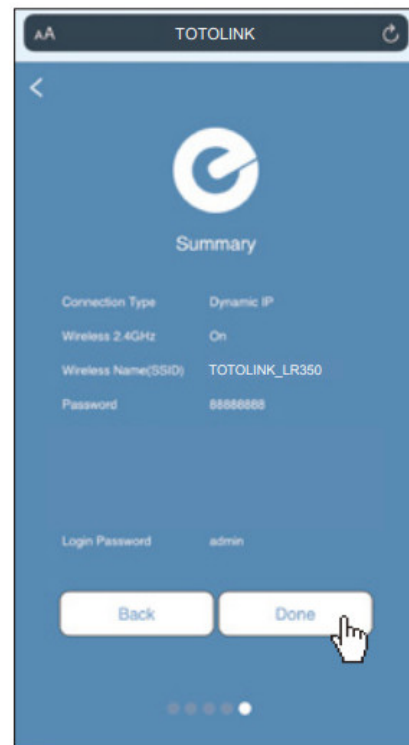 AA TOTOLINK
Summary
Connection Type Dynamic IP
Wireless 2.4GHz On
Wireless Name(SSID) TOTOLINK_LR350
Password 88888888
Login Password admin
Back Done